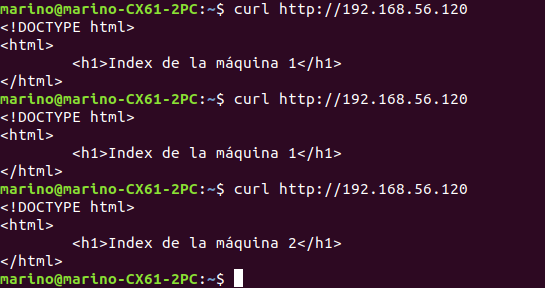 marino@marino-CX61-2PC:~$ curl http://192.168.56.120
<!DOCTYPE html>
<html>
        <h1>Index de la máquina 1</h1>
</html>
marino@marino-CX61-2PC:~$ curl http://192.168.56.120
<!DOCTYPE html>
<html>
        <h1>Index de la máquina 1</h1>
</html>
marino@marino-CX61-2PC:~$ curl http://192.168.56.120
<!DOCTYPE html>
<html>
        <h1>Index de la máquina 2</h1>
</html>
marino@marino-CX61-2PC:~$